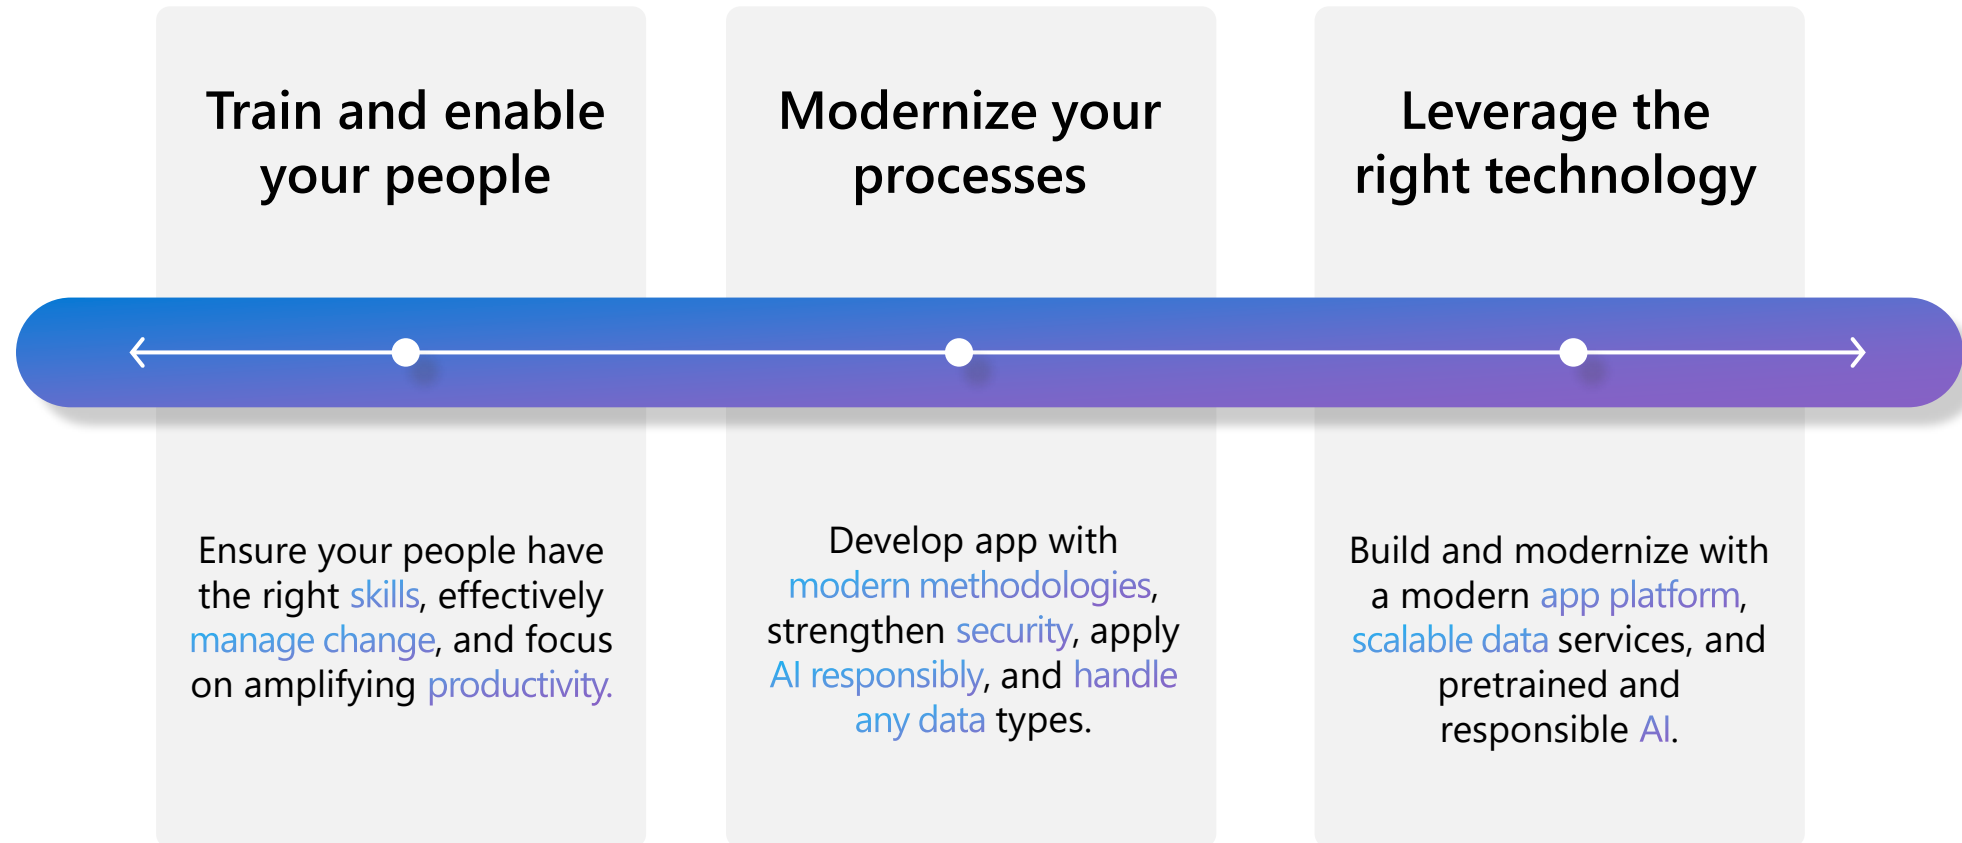 Train and enable
your people
Modernize your
processes
Leverage the
right technology
Ensure your people have
the right skills, effectively
manage change, and focus
on amplifying productivity.
Develop app with
modern methodologies,
strengthen security, apply
AI responsibly, and handle
any data types.
Build and modernize with
a modern app platform,
scalable data services, and
pretrained and
responsible AI.